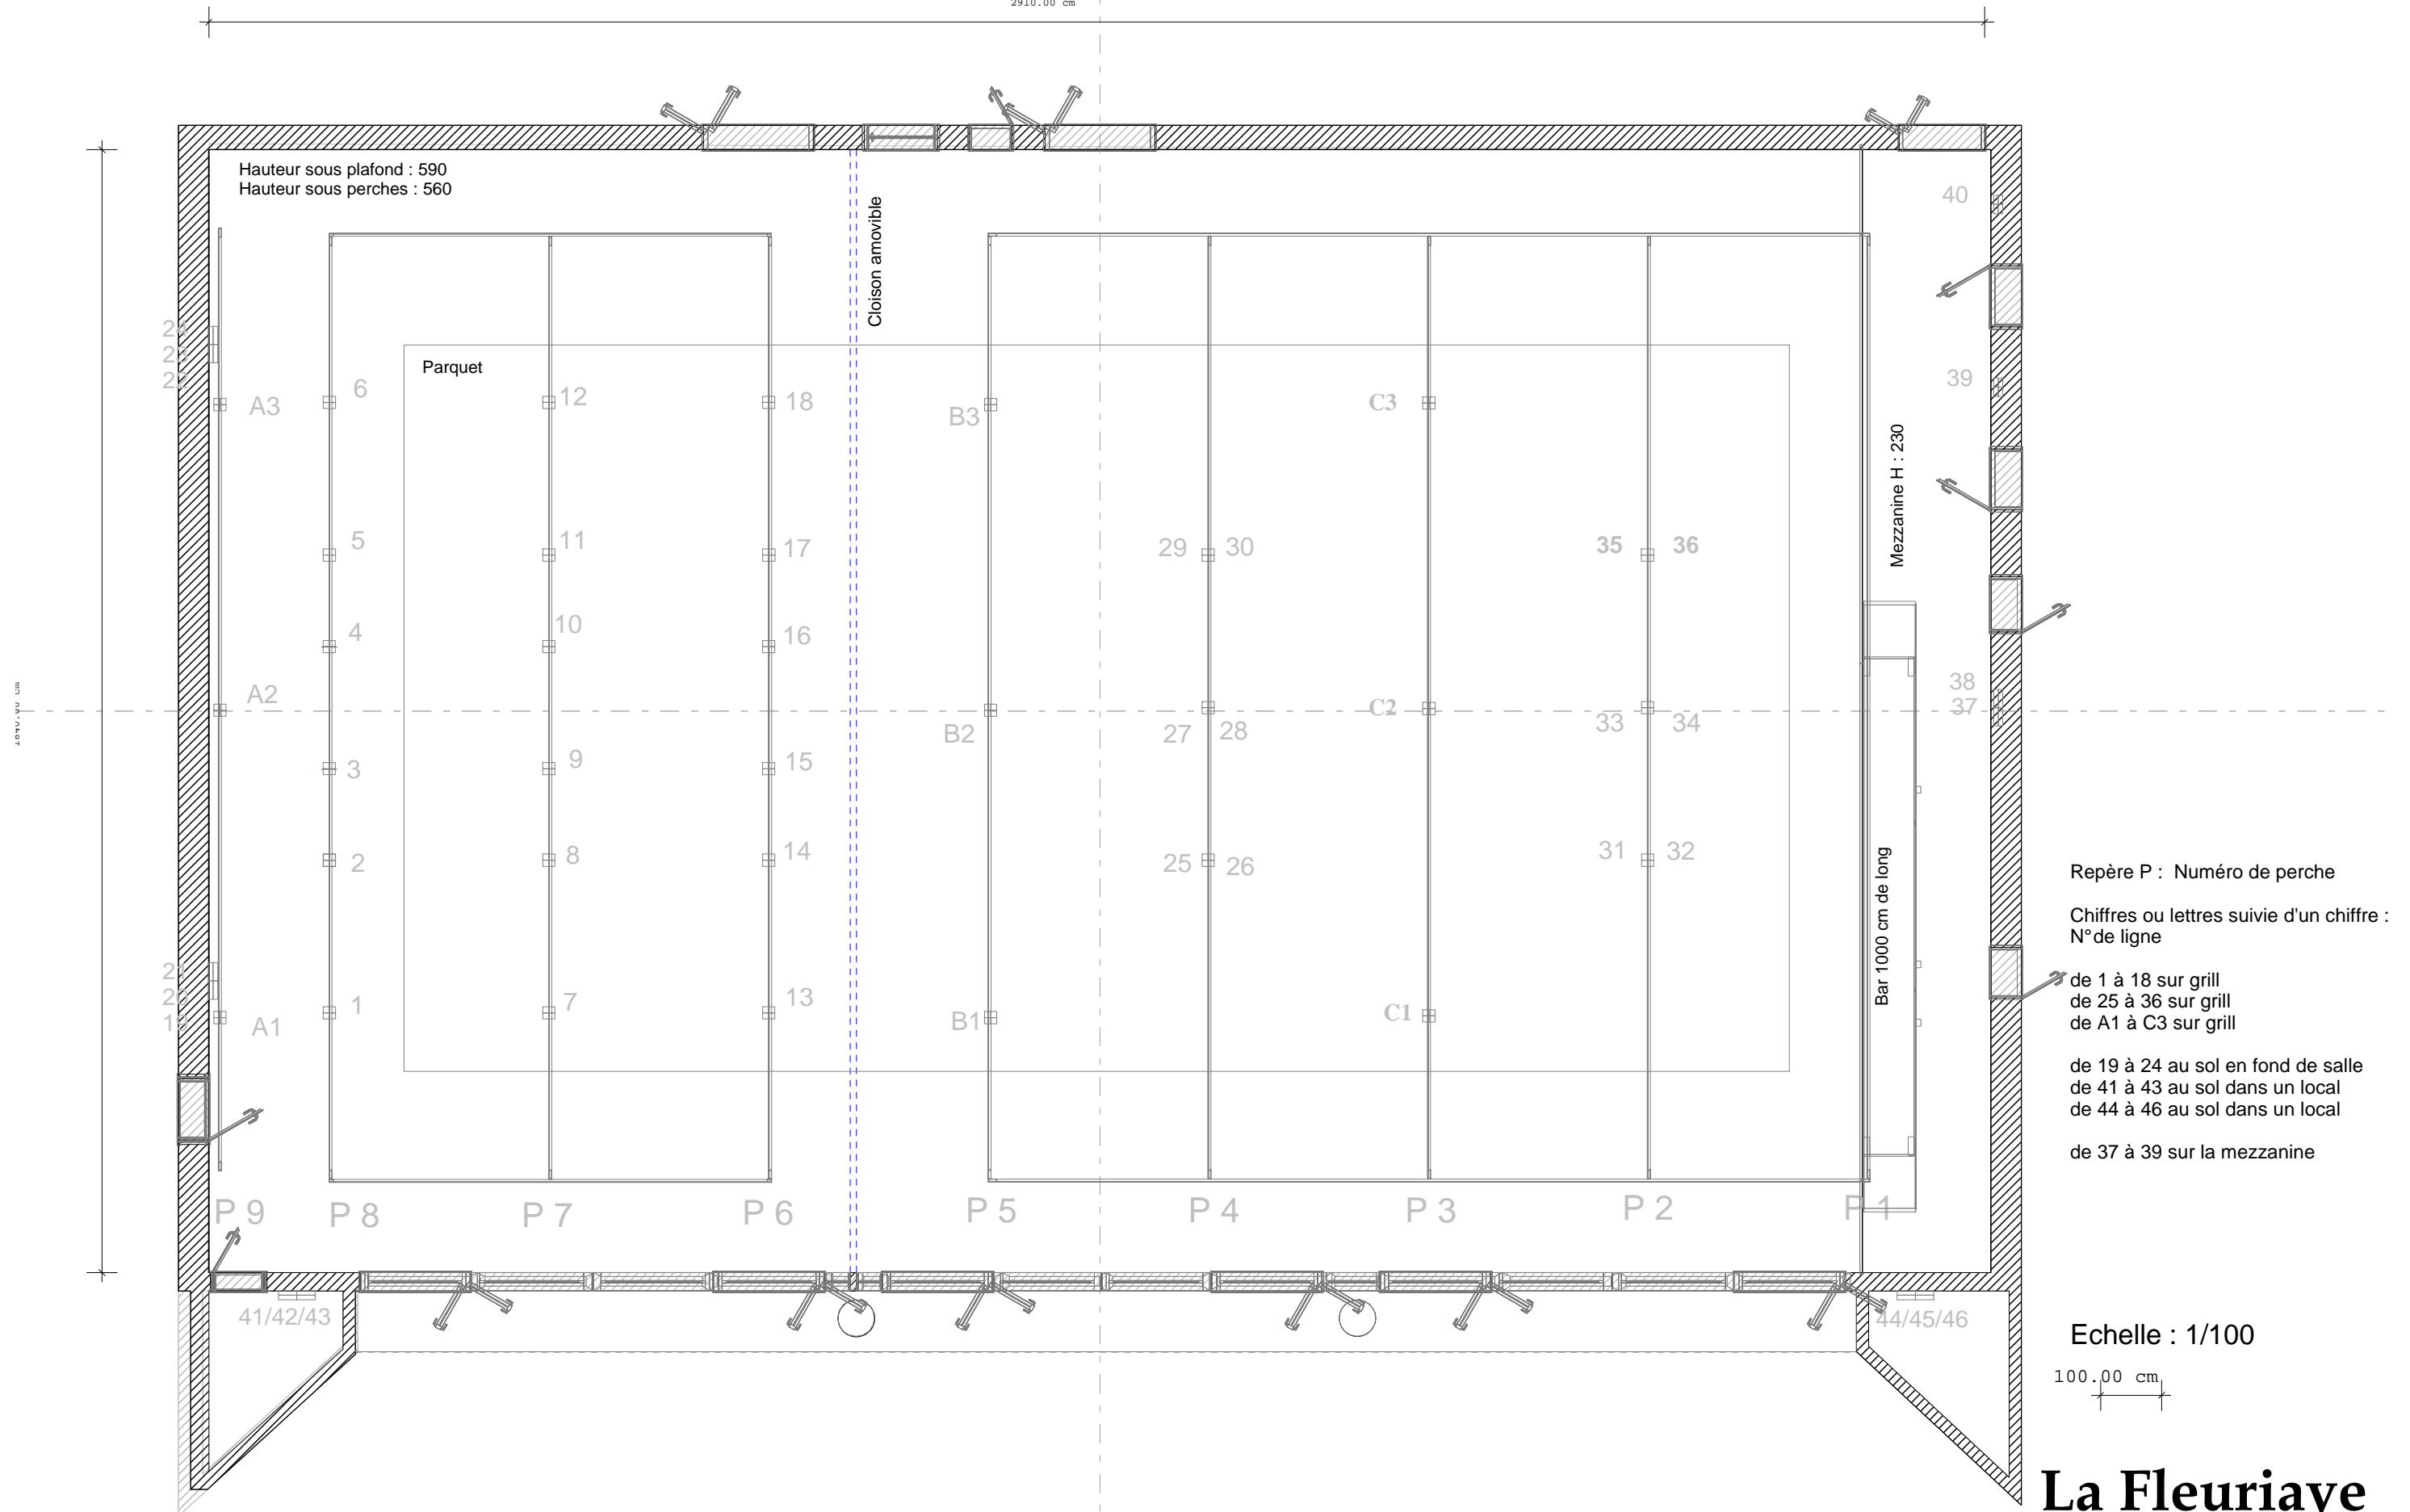 2910.00 cm
Hauteur sous plafond : 590
Hauteur sous perches : 560
Cloison amovible
40
24
23
22
Parquet
6
12
18
A3
B3
C3
39
Mezzanine H : 230
5
11
17
29
30
35
36
4
10
16
A2
B2
27
28
C2
33
34
38
37
3
9
15
2
8
14
25
26
31
32
Bar 1000 cm de long
21
20
A1
1
7
13
B1
C1
P 9
P 8
P 7
P 6
P 5
P 4
P 3
P 2
P 1
41/42/43
44/45/46
Repère P :  Numéro de perche
Chiffres ou lettres suivie d'un chiffre :
N°de ligne
de 1 à 18 sur grill
de 25 à 36 sur grill
de A1 à C3 sur grill
de 19 à 24 au sol en fond de salle
de 41 à 43 au sol dans un local
de 44 à 46 au sol dans un local
de 37 à 39 sur la mezzanine
Echelle : 1/100
100.00 cm
La Fleuriaye